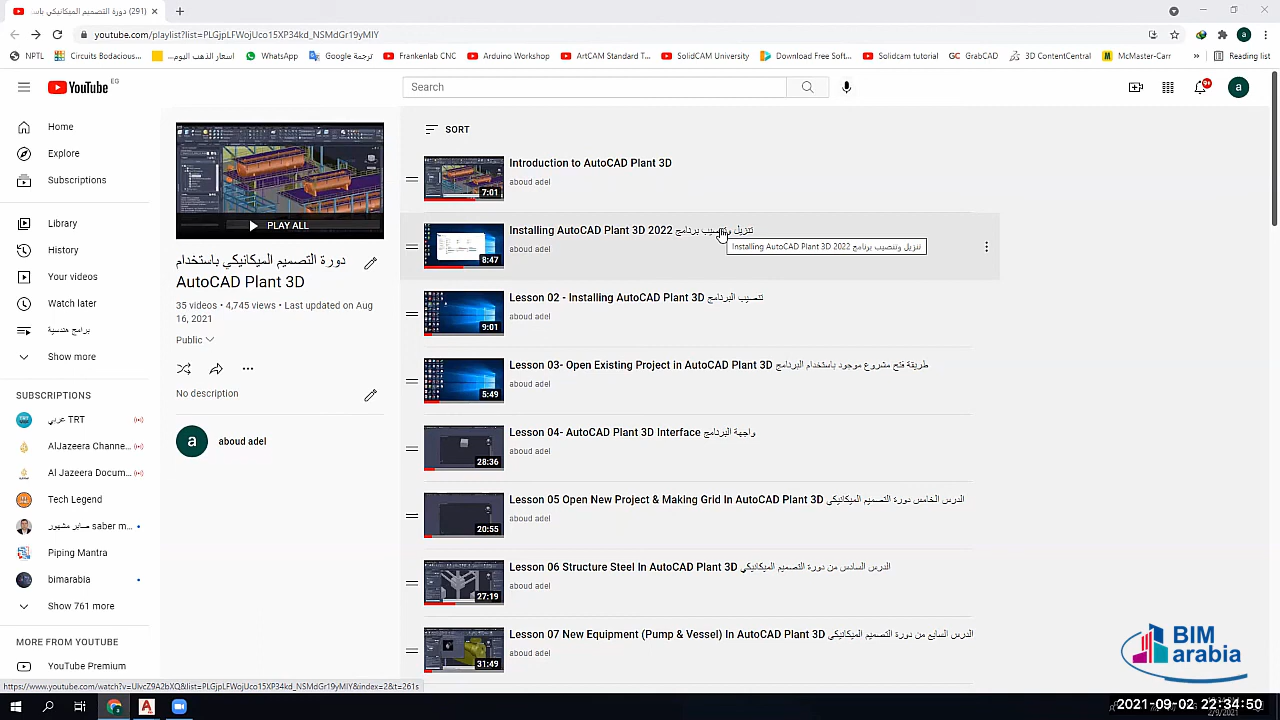 (291) دورة التصميم الميكانيكي باس
youtube.com/playlist?list=PLGjpLFWojUco15XP34kd_NSMdGr19yMIY
NPTL
Circuits Bodacious...
اسعار الذهب اليوم...
WhatsApp
ترجمة Google
Frankenlab CNC
Arduino Workshop
ArtCAM Standard T...
SolidCAM University
Download Free Soft...
Solidcam tutorial
GrabCAD
3D ContentCentral
McMaster-Carr
Reading list
YouTube EG
Search
9+
a
Home
Explore
Subscriptions
Library
History
Your videos
Watch later
برامج هندسية
Show more
SUBSCRIPTIONS
TRT عربي
AlJazeera Channe...
Al Jazeera Docum...
Tech Legend
صابر مشهور saber m...
Piping Mantra
bimarabia
Show 761 more
MORE FROM YOUTUBE
YouTube Premium
PLAY ALL
دورة التصميم الميكانيكي باستخدام
AutoCAD Plant 3D
35 videos • 4,745 views • Last updated on Aug
16, 2021
Public
No description
a
aboud adel
SORT
Introduction to AutoCAD Plant 3D
aboud adel
7:01
Installing AutoCAD Plant 3D 2022 تنزيل وتنصيب برنامج
Installing AutoCAD Plant 3D 2022 تنزيل وتنصيب برنامج
aboud adel
8:47
Lesson 02 - Installing AutoCAD Plant 3D تنصيب البرنامج
aboud adel
9:01
Lesson 03- Open Existing Project in AutoCAD Plant 3D طريقة فتح مشروع موجود باستخدام البرنامج
aboud adel
5:49
Lesson 04- AutoCAD Plant 3D Interface واجهة البرنامج
aboud adel
28:36
Lesson 05 Open New Project & Making Grid In AutoCAD Plant 3D الدرس الخامس دورة التصميم الميكانيكي
aboud adel
20:55
Lesson 06 Structure Steel In AutoCAD Plant 3D الدرس السادس من دورة التصميم الميكانيكي
aboud adel
27:19
Lesson 07 New Equipment Pump & Vessel AutoCAD Plant 3D الدرس السابع من دورة التصميم الميكانيكي
aboud adel
31:49
BIM
arabia
2021-09-02 22:34:50